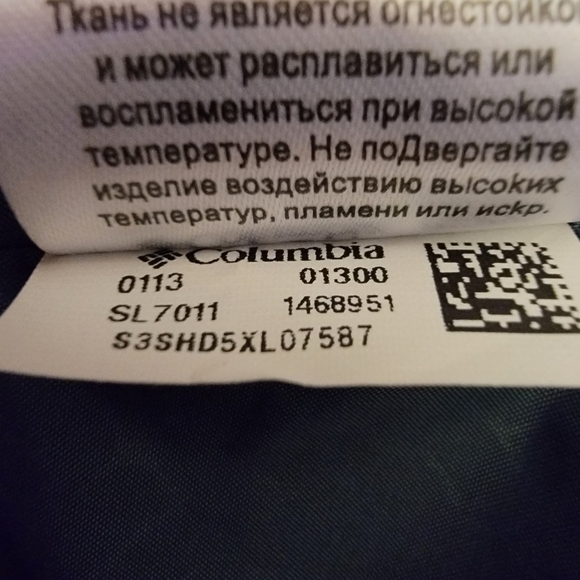 Ткань не является огнестойко
и может расплавиться или
воспламениться при высокой
температуре. Не подвергайте
изделие воздействию высоких
температур, пламени или искр.
Columbia
0113 01300
SL7011 1468951
S3SHD5XL07587